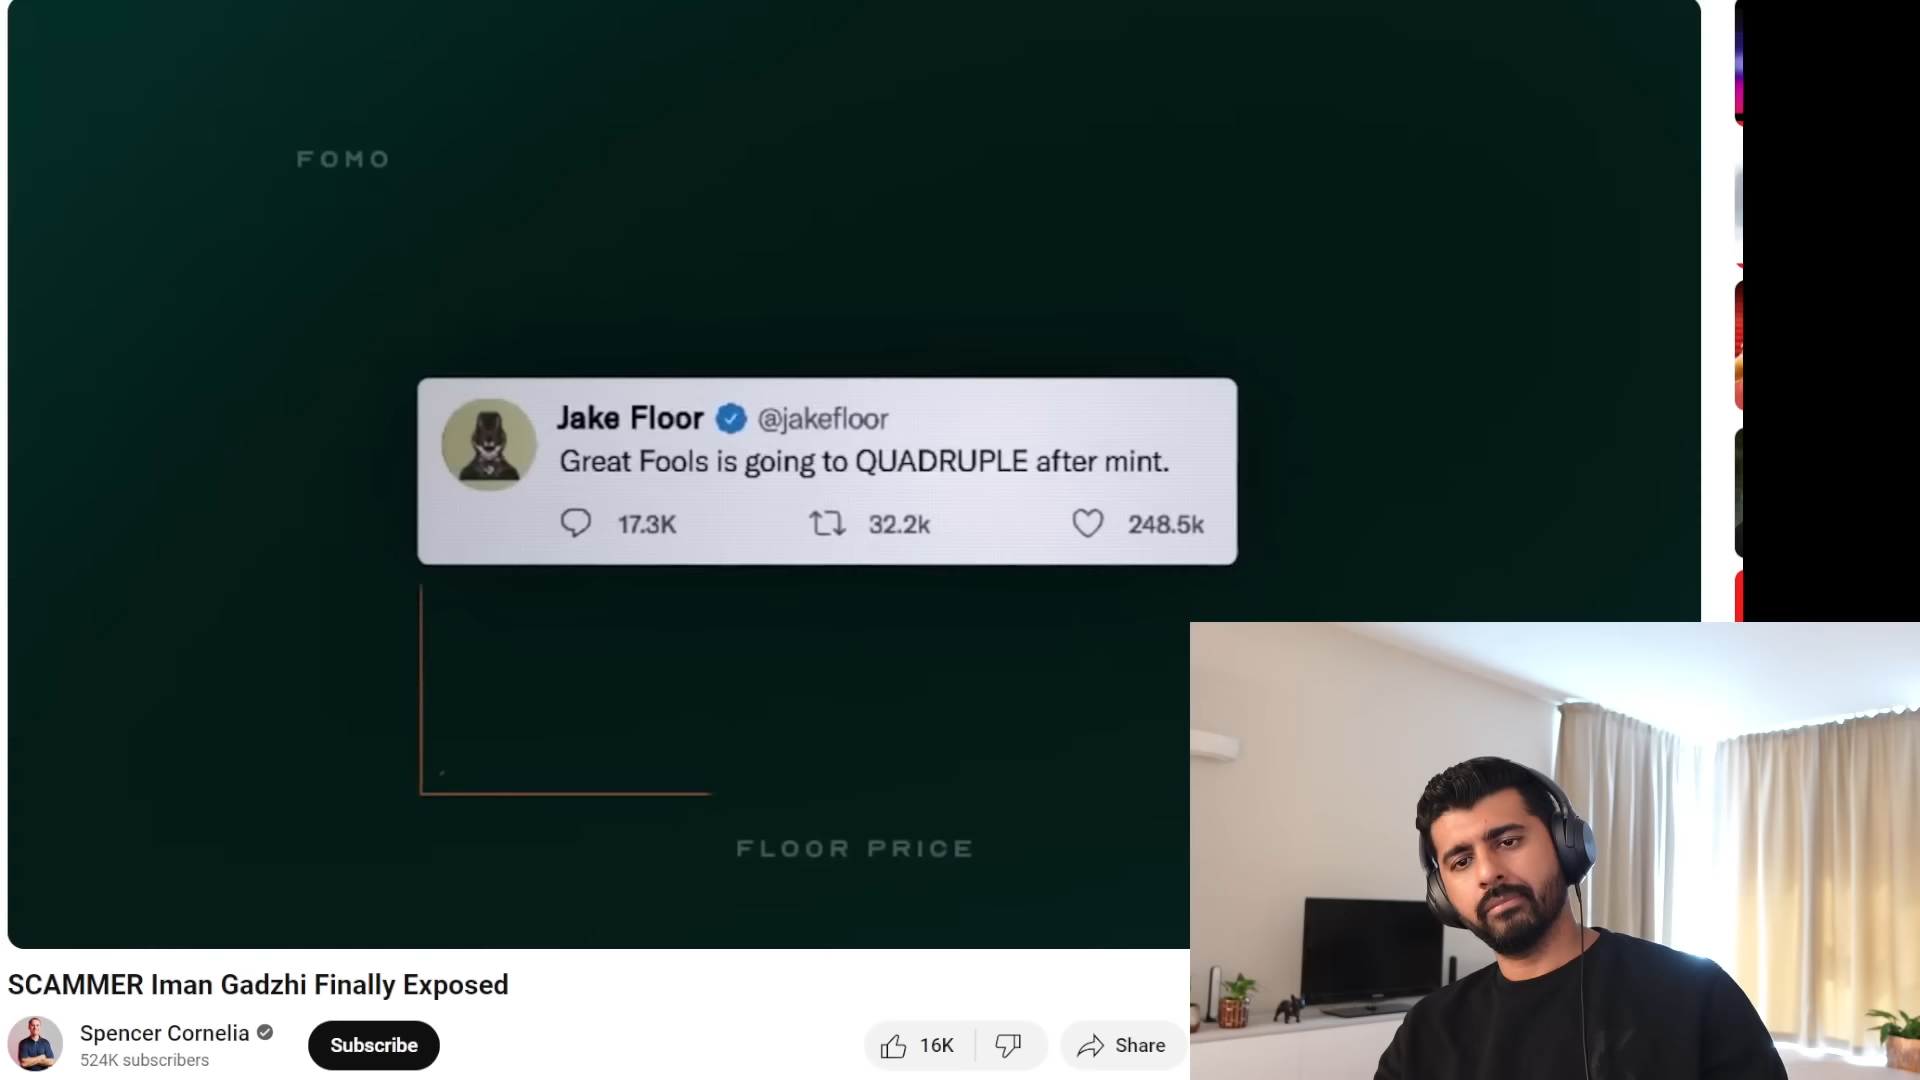 FOMO
Jake Floor @jakefloor
Great Fools is going to QUADRUPLE after mint.
17.3K 32.2k 248.5k
FLOOR PRICE
SCAMMER Iman Gadzhi Finally Exposed
Spencer Cornelia
524K subscribers
Subscribe
16K
Share